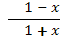 1 − x
1 + x